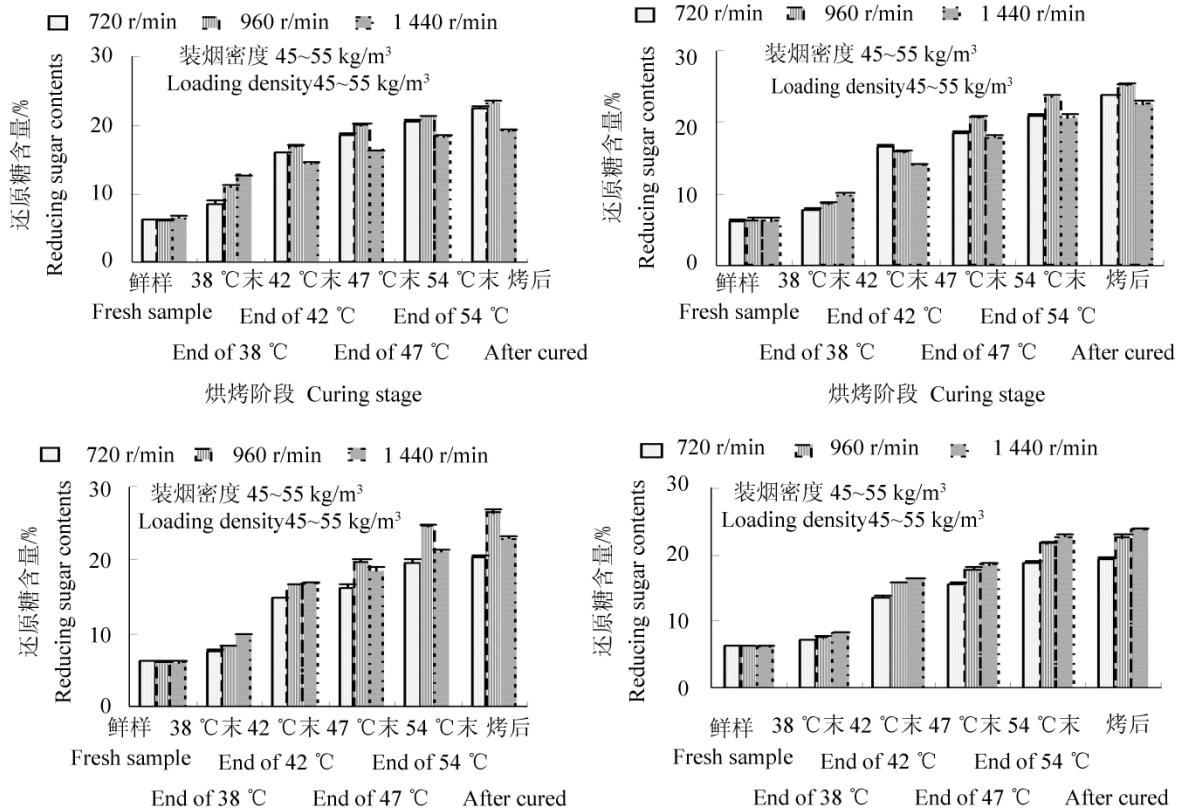 720 r/min 960 r/min 1 440 r/min
还原糖含量/%
Reducing sugar contents
30
20
10
0
装烟密度 45~55 kg/m³
Loading density45~55 kg/m³
鲜样 38 ℃末 42 ℃末 47 ℃末 54 ℃末 烤后
Fresh sample End of 42 ℃ End of 54 ℃
End of 38 ℃ End of 47 ℃ After cured
烘烤阶段 Curing stage
720 r/min 960 r/min 1 440 r/min
还原糖含量/%
Reducing sugar contents
30
20
10
0
装烟密度 45~55 kg/m³
Loading density45~55 kg/m³
鲜样 38 ℃末 42 ℃末 47 ℃末 54 ℃末 烤后
Fresh sample End of 42 ℃ End of 54 ℃
End of 38 ℃ End of 47 ℃ After cured
烘烤阶段 Curing stage
720 r/min 960 r/min 1 440 r/min
还原糖含量/%
Reducing sugar contents
30
20
10
0
装烟密度 45~55 kg/m³
Loading density45~55 kg/m³
鲜样 38 ℃末 42 ℃末 47 ℃末 54 ℃末 烤后
Fresh sample End of 42 ℃ End of 54 ℃
End of 38 ℃ End of 47 ℃ After cured
720 r/min 960 r/min 1 440 r/min
还原糖含量/%
Reducing sugar contents
30
20
10
0
装烟密度 45~55 kg/m³
Loading density45~55 kg/m³
鲜样 38 ℃末 42 ℃末 47 ℃末 54 ℃末 烤后
Fresh sample End of 42 ℃ End of 54 ℃
End of 38 ℃ End of 47 ℃ After cured